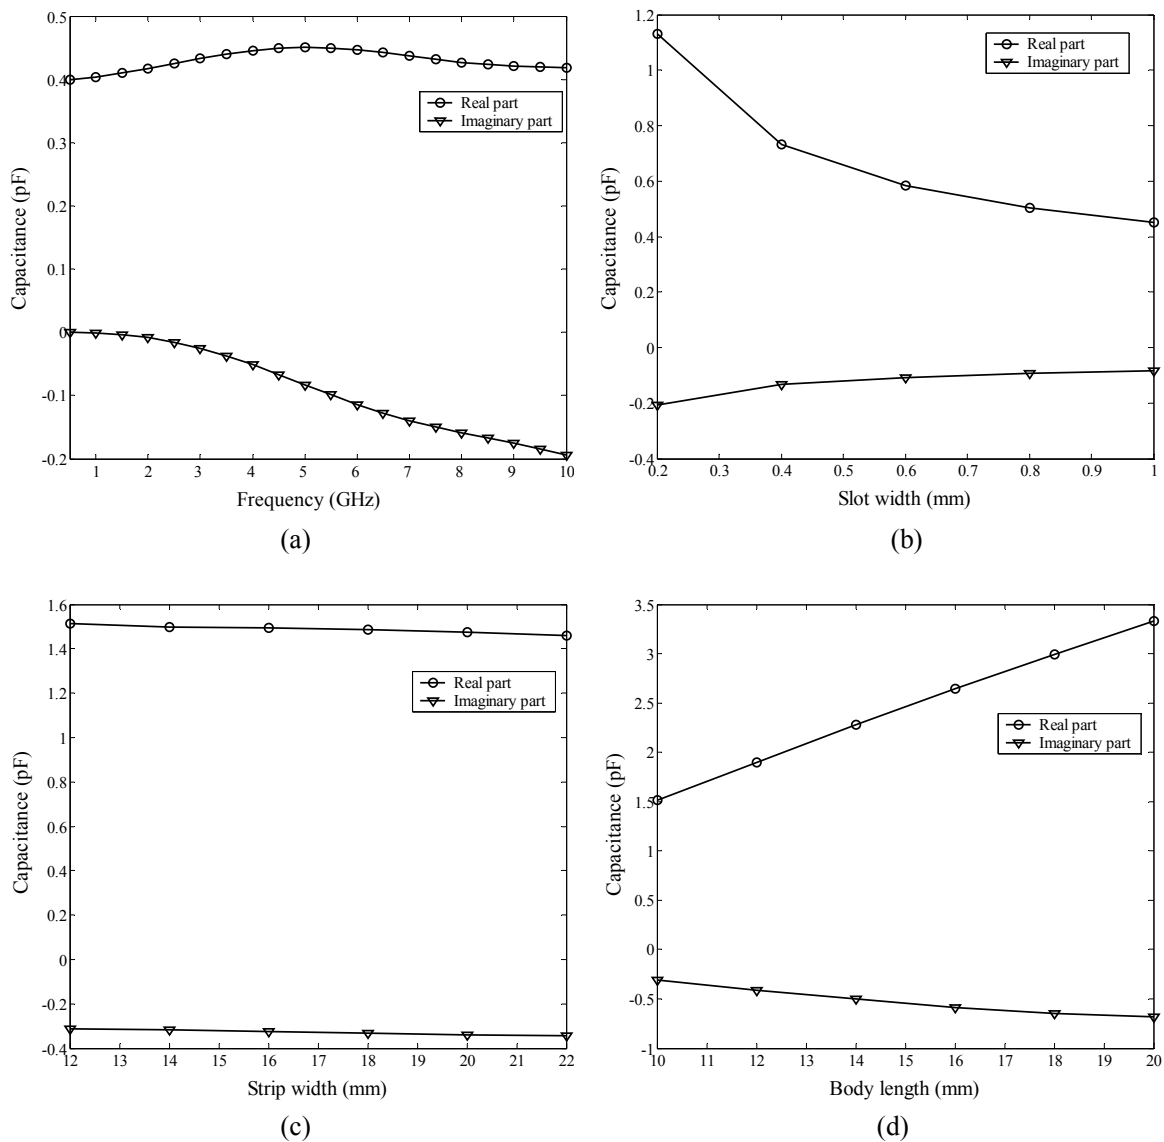 0.5
0.4
0.3
0.2
0.1
0
-0.1
-0.2
Capacitance (pF)
Real part
Imaginary part
1 2 3 4 5 6 7 8 9 10
Frequency (GHz)
(a)
1.2
1
0.8
0.6
0.4
0.2
0
-0.2
-0.4
Capacitance (pF)
Real part
Imaginary part
0.2 0.3 0.4 0.5 0.6 0.7 0.8 0.9 1
Slot width (mm)
(b)
1.6
1.4
1.2
1
0.8
0.6
0.4
0.2
0
-0.2
-0.4
Capacitance (pF)
Real part
Imaginary part
12 13 14 15 16 17 18 19 20 21 22
Strip width (mm)
(c)
3.5
3
2.5
2
1.5
1
0.5
0
-0.5
-1
Capacitance (pF)
Real part
Imaginary part
10 11 12 13 14 15 16 17 18 19 20
Body length (mm)
(d)